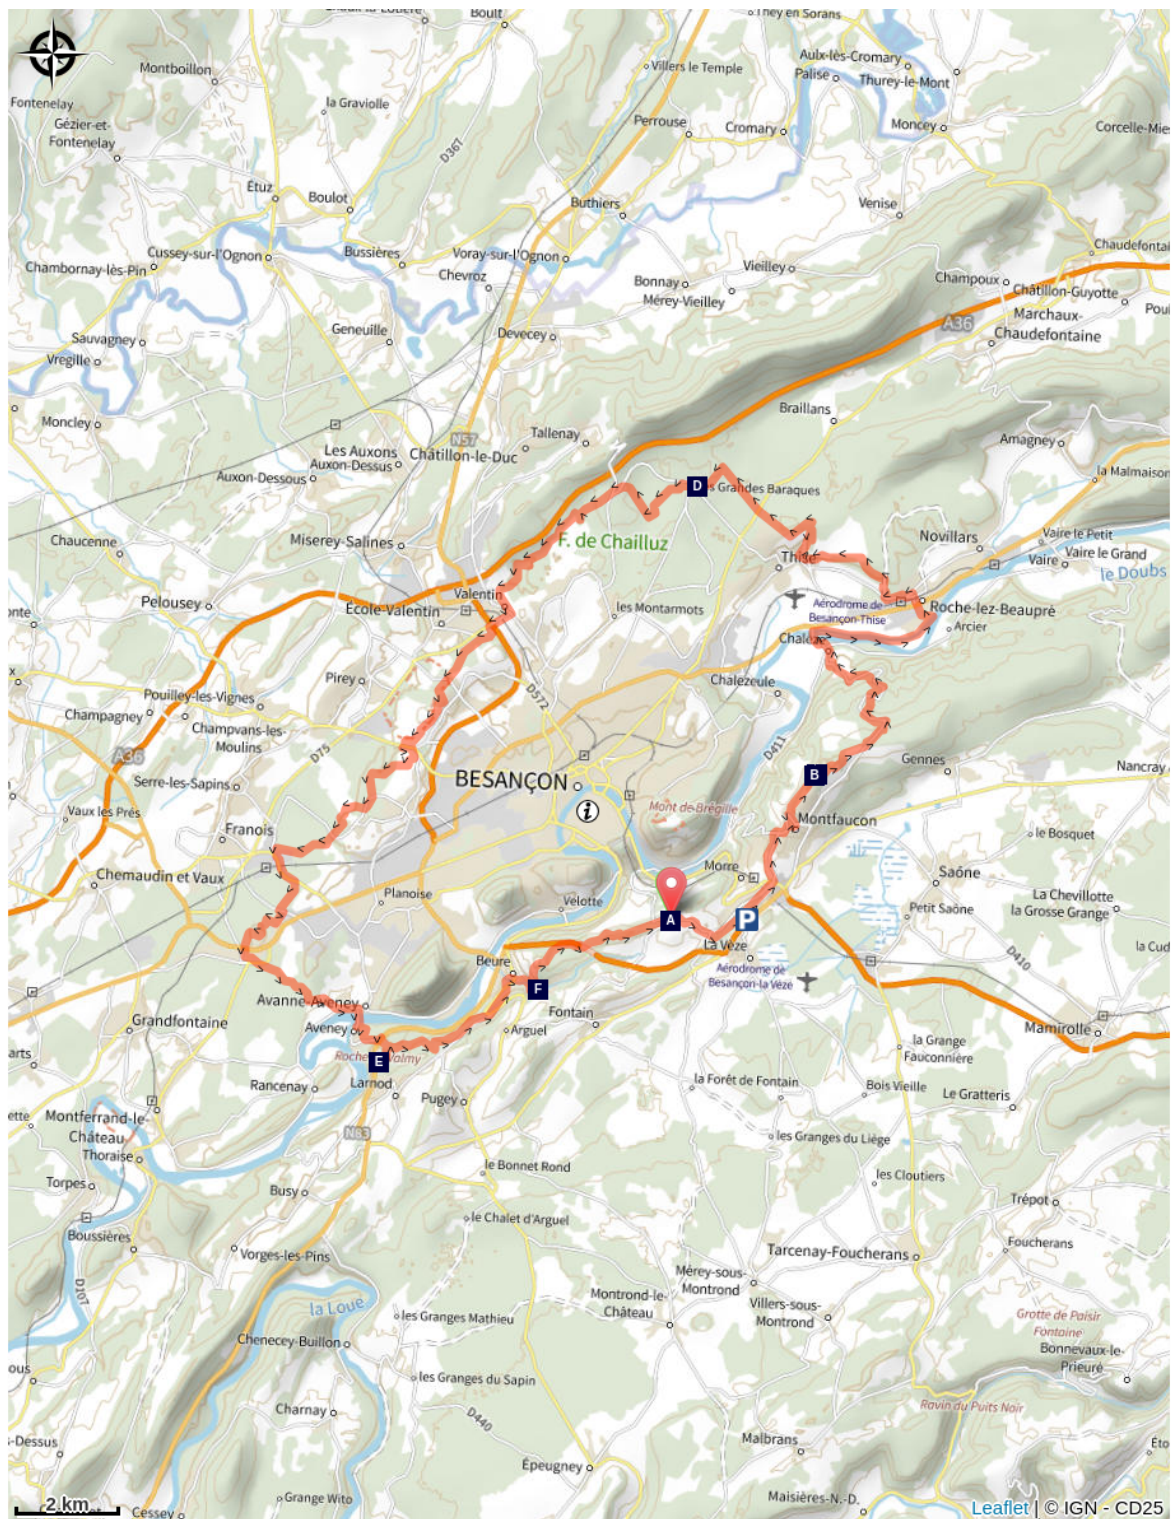 Boult
They en Sorans
Montboillon
Villers le Temple
Aulx-lès-Cromary
Palise
Thurey-le-Mont
Fontenelay
la Graviolle
Gézier-et-
Fontenelay
Perrouse
Cromary
Moncey
Corcelle-Mie
D367
Étuz
Boulot
Buthiers
Venise
Cussey-sur-l'Ognon
Bussières
Voray-sur-l'Ognon
Chaudefontai
Chambornay-lès-Pin
Chevroz
Bonnay
Vieilley
Mérey-Vieilley
Champoux
Châtillon-Guyotte
Marchaux-
Chaudefontaine
Pou
A36
Sauvagney
Geneuille
Devecey
Vregille
Braillans
Moncley
N57
Tallenay
Les Auxons
Auxon-Dessus
Châtillon-le-Duc
Amagney
Auxon-Dessous
la Malmaison
D
s Grandes Baraques
Chaucenne
Miserey-Salines
F. de Chailluz
Thise
Novillars
Vaire le Petit
Vaire
Vaire le Grand
le Doubs
Valentin
Pelousey
École-Valentin
les Montarmots
Aérodrome de
Besançon-Thise
Roche-lez-Beaupré
Arcier
Chalèze
Pirey
Chalezeule
Pouilley-les-Vignes
D572
Champagney
Champvans-les-
Moulins
D75
D411
A36
Serre-les-Sapins
BESANÇON
B
Gennes
Nancray
Vaux les Prés
Mont de Brégille
Montfaucon
Franois
le Bosquet
Morre
Chemaudin et Vaux
Saône
Planoise
La Chevillotte
la Grosse Grange
Velotte
A
P
Petit Saône
La Vèze
la Cud
D410
Beure
Aérodrome de
Besançon-la Vèze
F
Avanne-Aveney
Fontain
Grandfontaine
Aveney
Arguel
Mamirolle
la Grange
Fauconnière
arts
E
Larnod
Rancenay
la Forêt de Fontain
Bois Vieille
Le Gratteris
Pugey
ette
Montferrand-le-
Château
Thoraise
N83
les Granges du Liège
le Bonnet Rond
les Cloutiers
Torpes
Busy
Trépot
Boussières
le Chalet d'Arguel
Vorges-les-Pins
Tarcenay-Foucherans
Foucherans
D107
Mérey-sous-
Montrond
Montrond-le-
Château
Villers-sous-
Montrond
la Loue
les Granges Mathieu
Grotte de Plaisir
Fontaine
Chenecey-Buillon
Bonnevaux-le-
Prieuré
ous
les Granges du Sapin
Charnay
Ravin du Puits Noir
D440
-Dessus
Malbrans
Épeugney
Grange Wito
Maisières-N.-D.
2 km
Cessey
Leaflet | © IGN - CD25